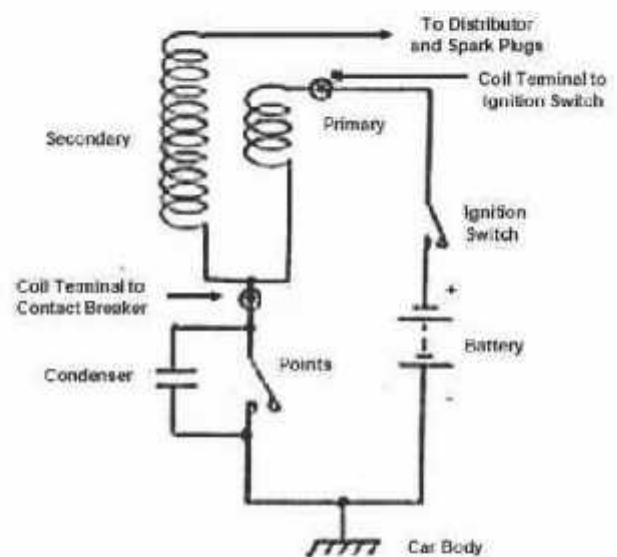 To Distributor
and Spark Plugs
Coil Terminal to
Ignition Switch
Primary
Secondary
Ignition
Switch
Coil Terminal to
Contact Breaker
+
Battery
Points
Condenser
-
Car Body